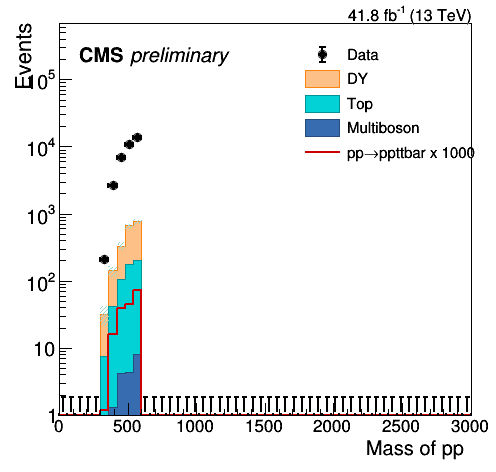 41.8 fb⁻¹ (13 TeV)
Events
CMS preliminary
Data
DY
Top
Multiboson
pp→ppttbar x 1000
10⁵
10⁴
10³
10²
10
1
0 500 1000 1500 2000 2500 3000
Mass of pp